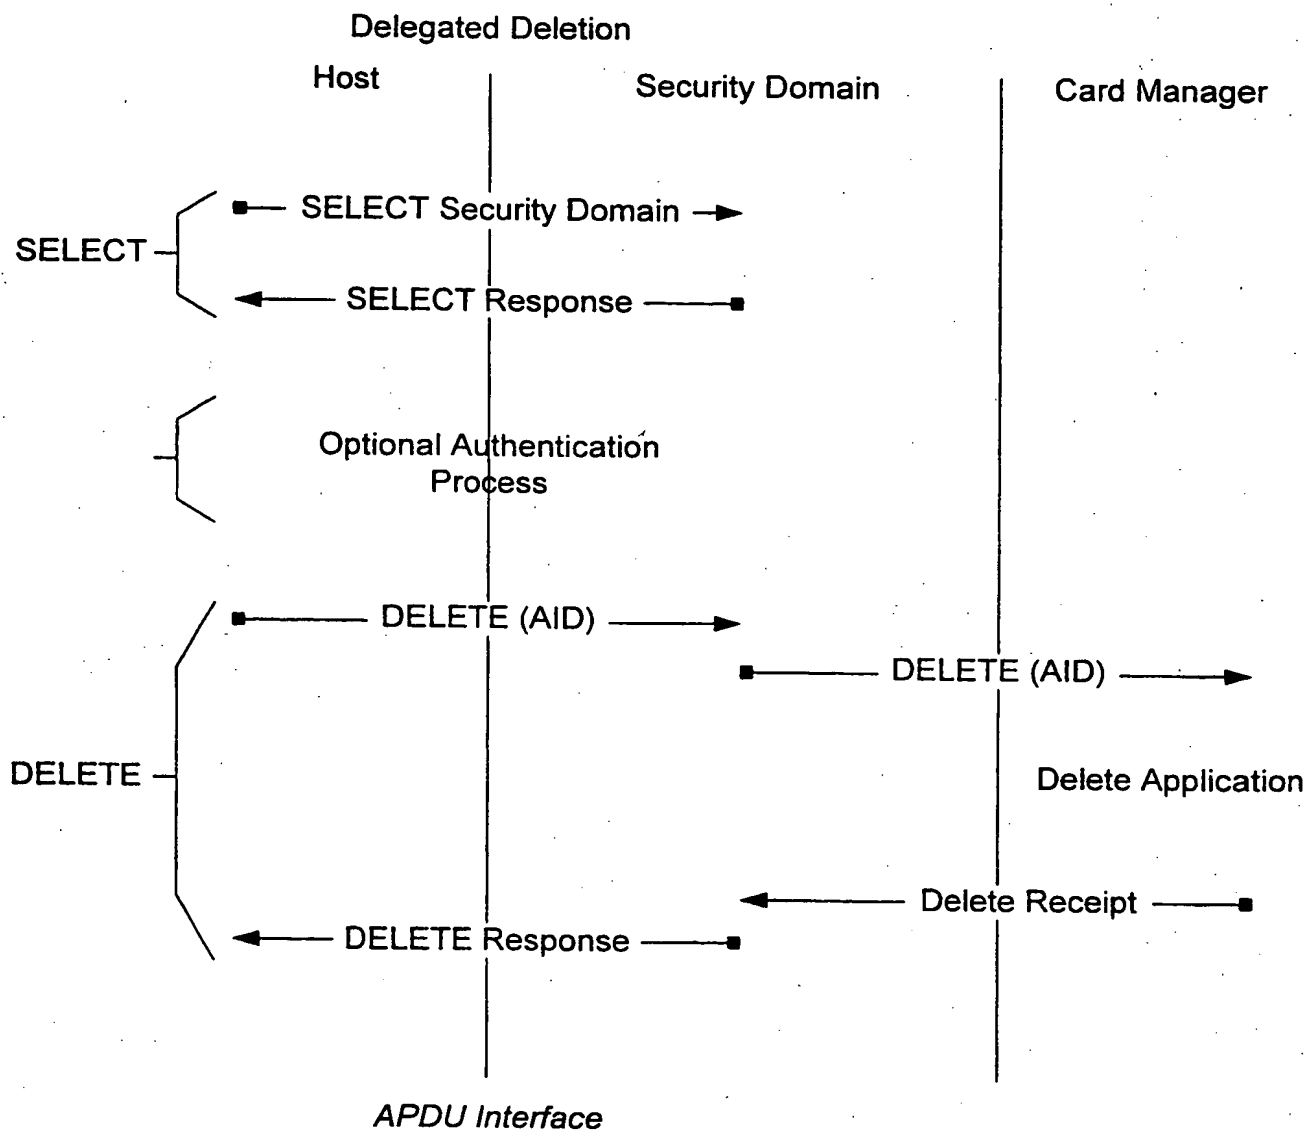 Delegated Deletion
Host
Security Domain
Card Manager
SELECT Security Domain
SELECT
SELECT Response
Optional Authentication
Process
DELETE (AID)
DELETE (AID)
DELETE
Delete Application
Delete Receipt
DELETE Response
APDU Interface